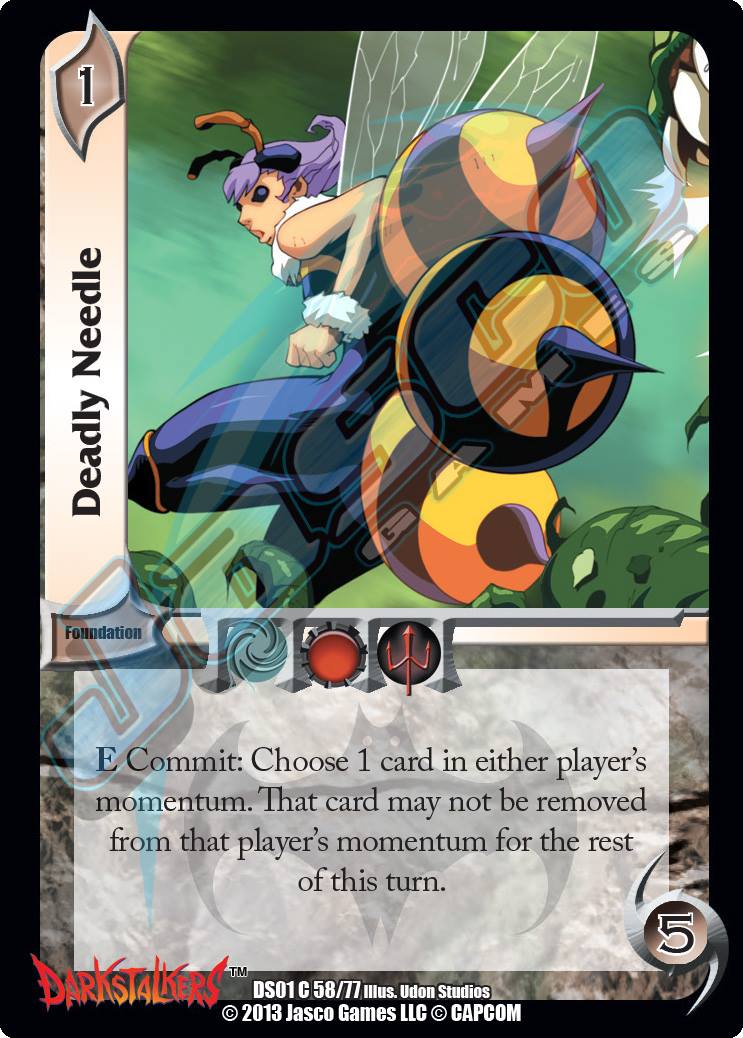 1
Deadly Needle
Foundation
E Commit: Choose 1 card in either player's
momentum. That card may not be removed
from that player's momentum for the rest
of this turn.
5
DARKSTALKERS™
DS01 C 58/77 Illus. Udon Studios
© 2013 Jasco Games LLC © CAPCOM